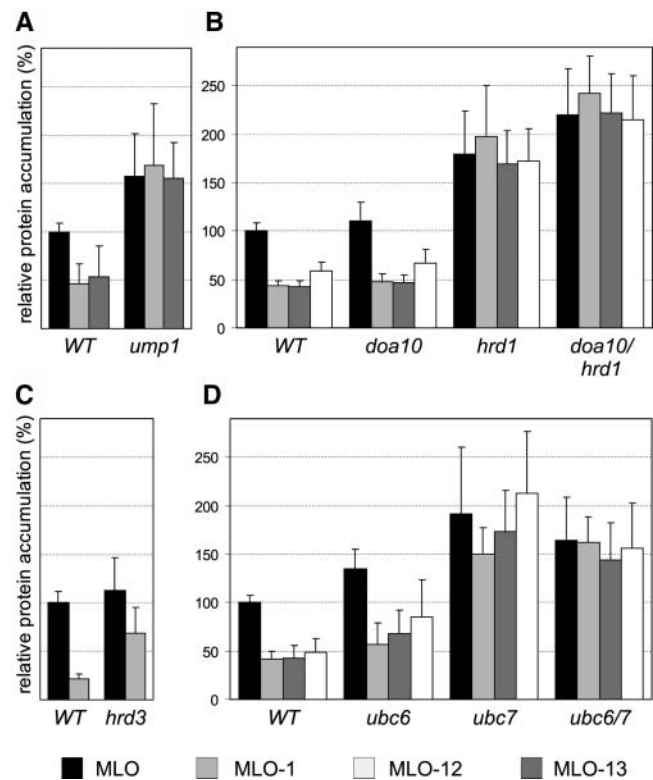 A
B
relative protein accumulation (%)
250
200
150
100
50
0
WT ump1
WT doa10 hrd1 doa10/
hrd1
C
D
relative protein accumulation (%)
250
200
150
100
50
0
WT hrd3
WT ubc6 ubc7 ubc6/7
MLO MLO-1 MLO-12 MLO-13